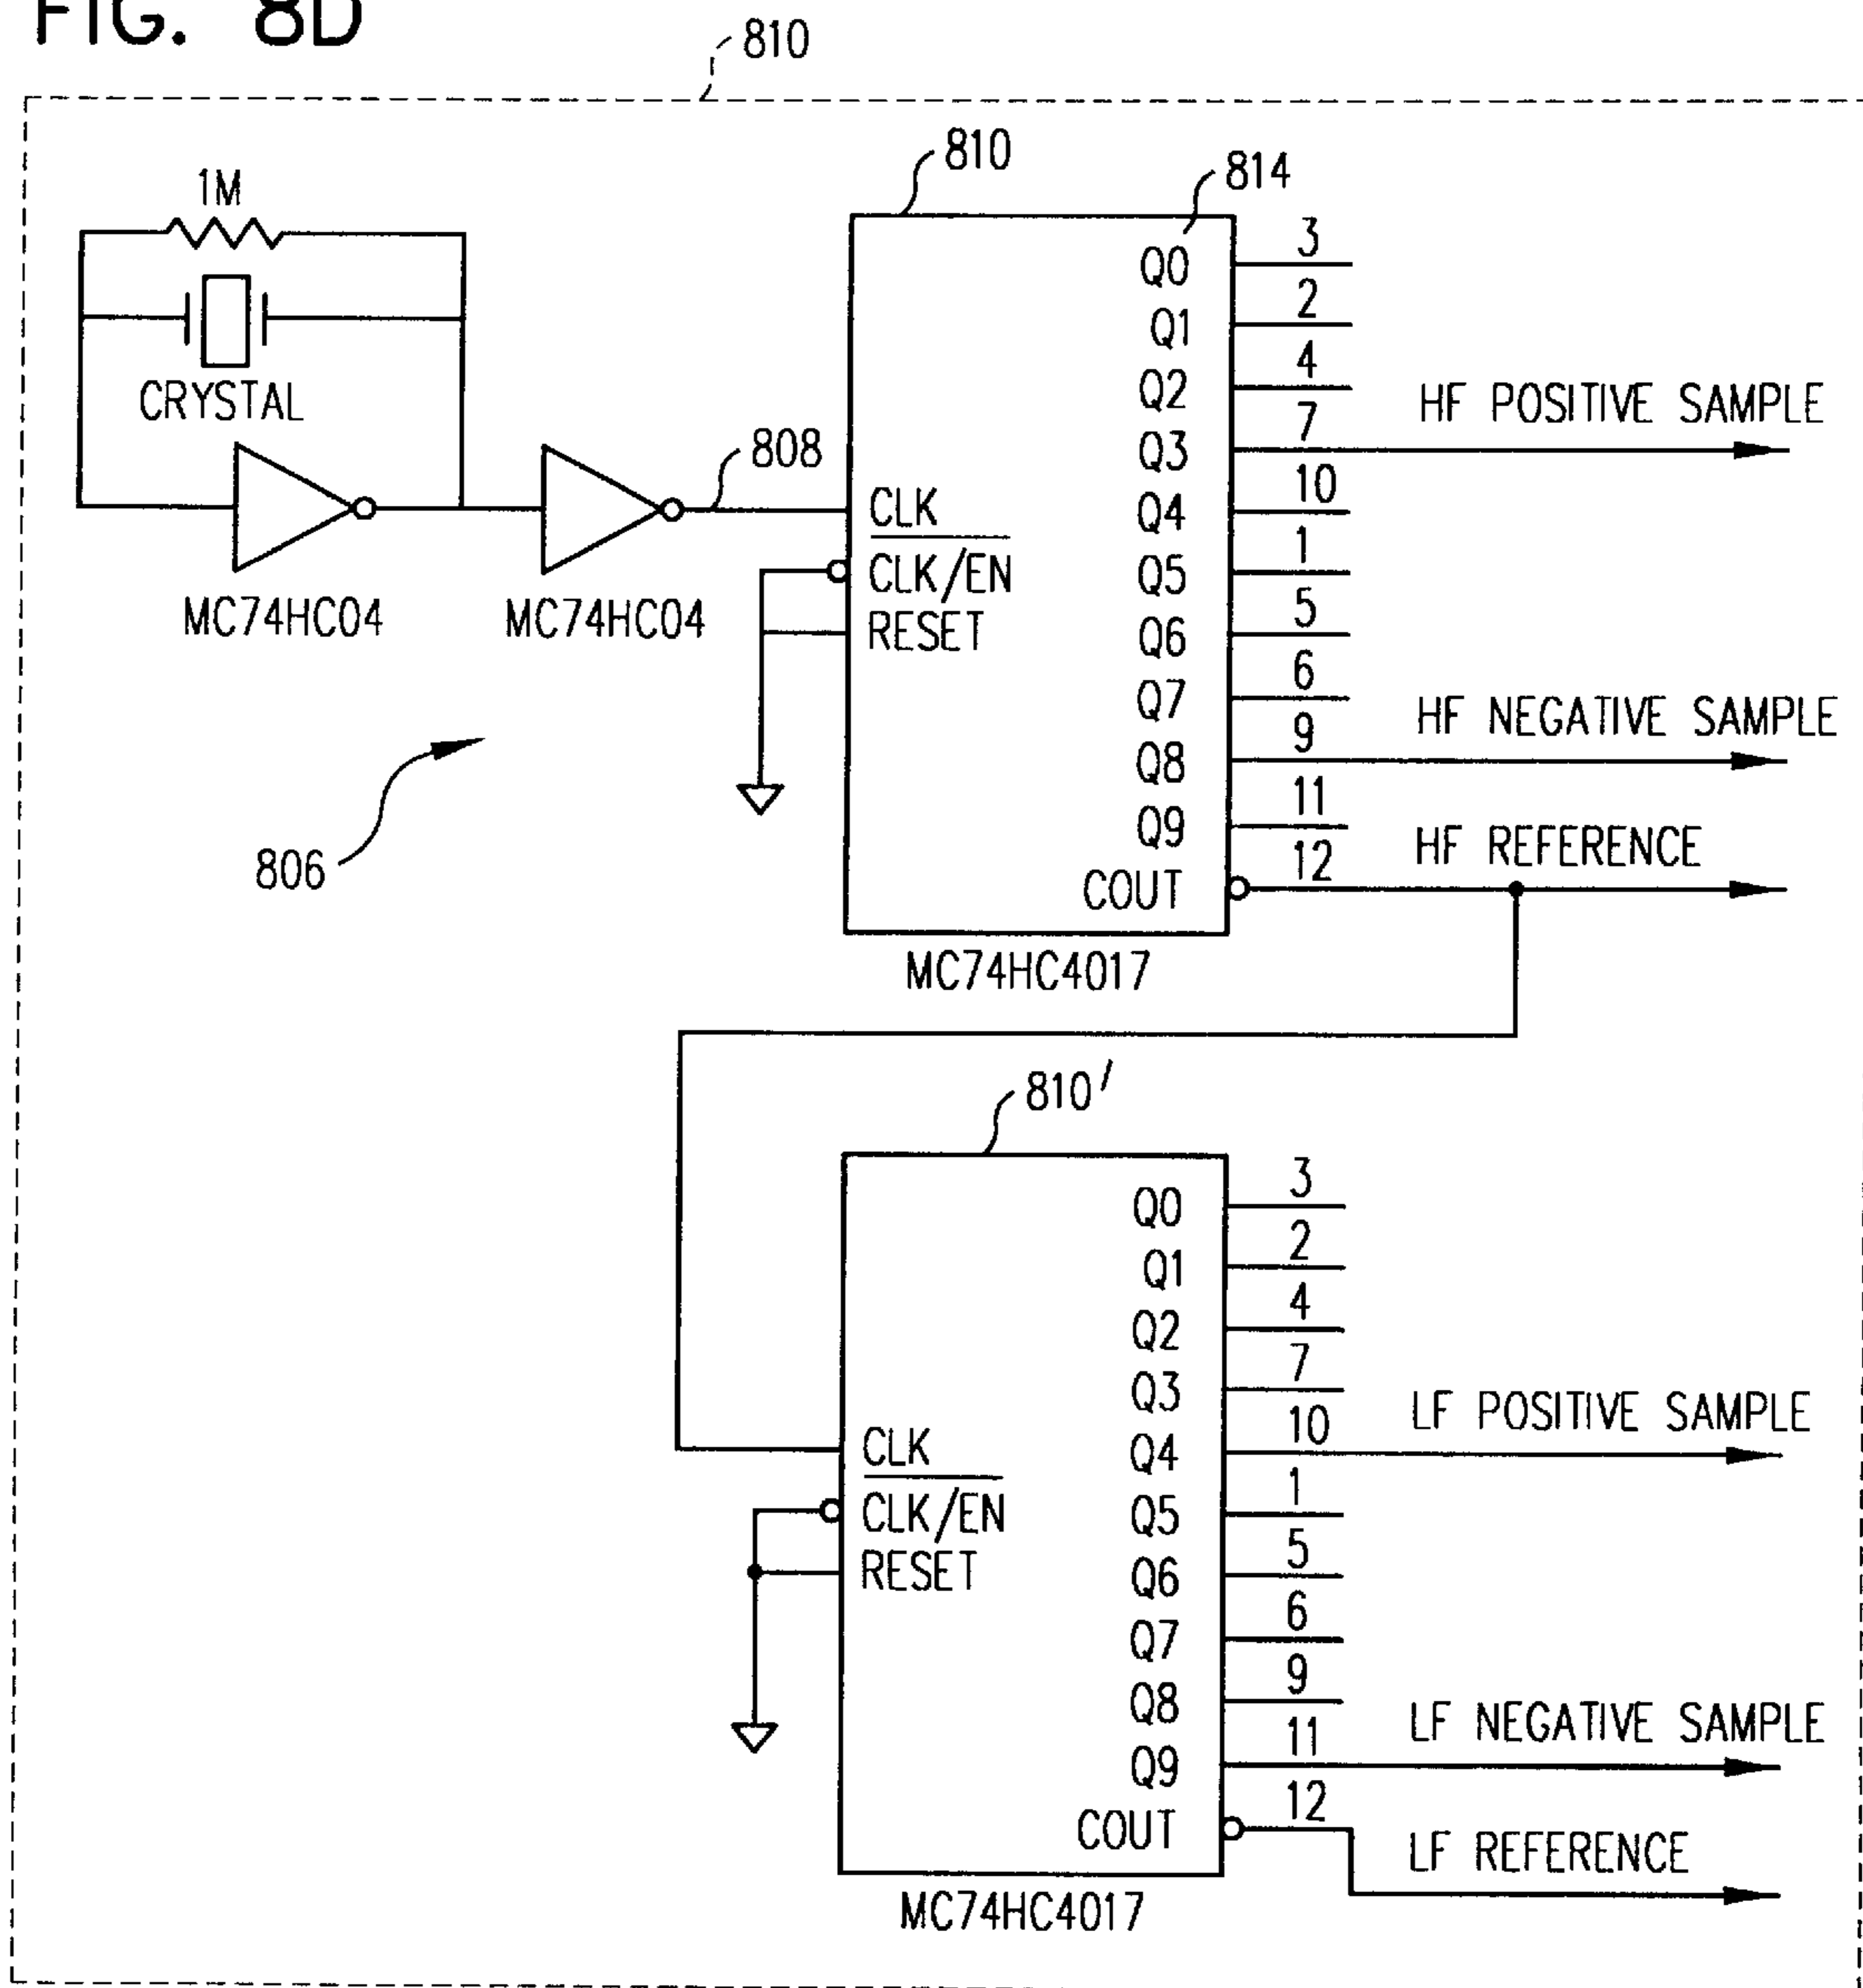 FIG. 8D
810
810
814
1M
CRYSTAL
MC74HC04
MC74HC04
808
806
CLK
CLK/EN
RESET
Q0 3
Q1 2
Q2 4
Q3 7 HF POSITIVE SAMPLE
Q4 10
Q5 1
Q6 5
Q7 6
Q8 9 HF NEGATIVE SAMPLE
Q9 11
COUT 12 HF REFERENCE
MC74HC4017
810'
CLK
CLK/EN
RESET
Q0 3
Q1 2
Q2 4
Q3 7
Q4 10 LF POSITIVE SAMPLE
Q5 1
Q6 5
Q7 6
Q8 9
Q9 11 LF NEGATIVE SAMPLE
COUT 12 LF REFERENCE
MC74HC4017